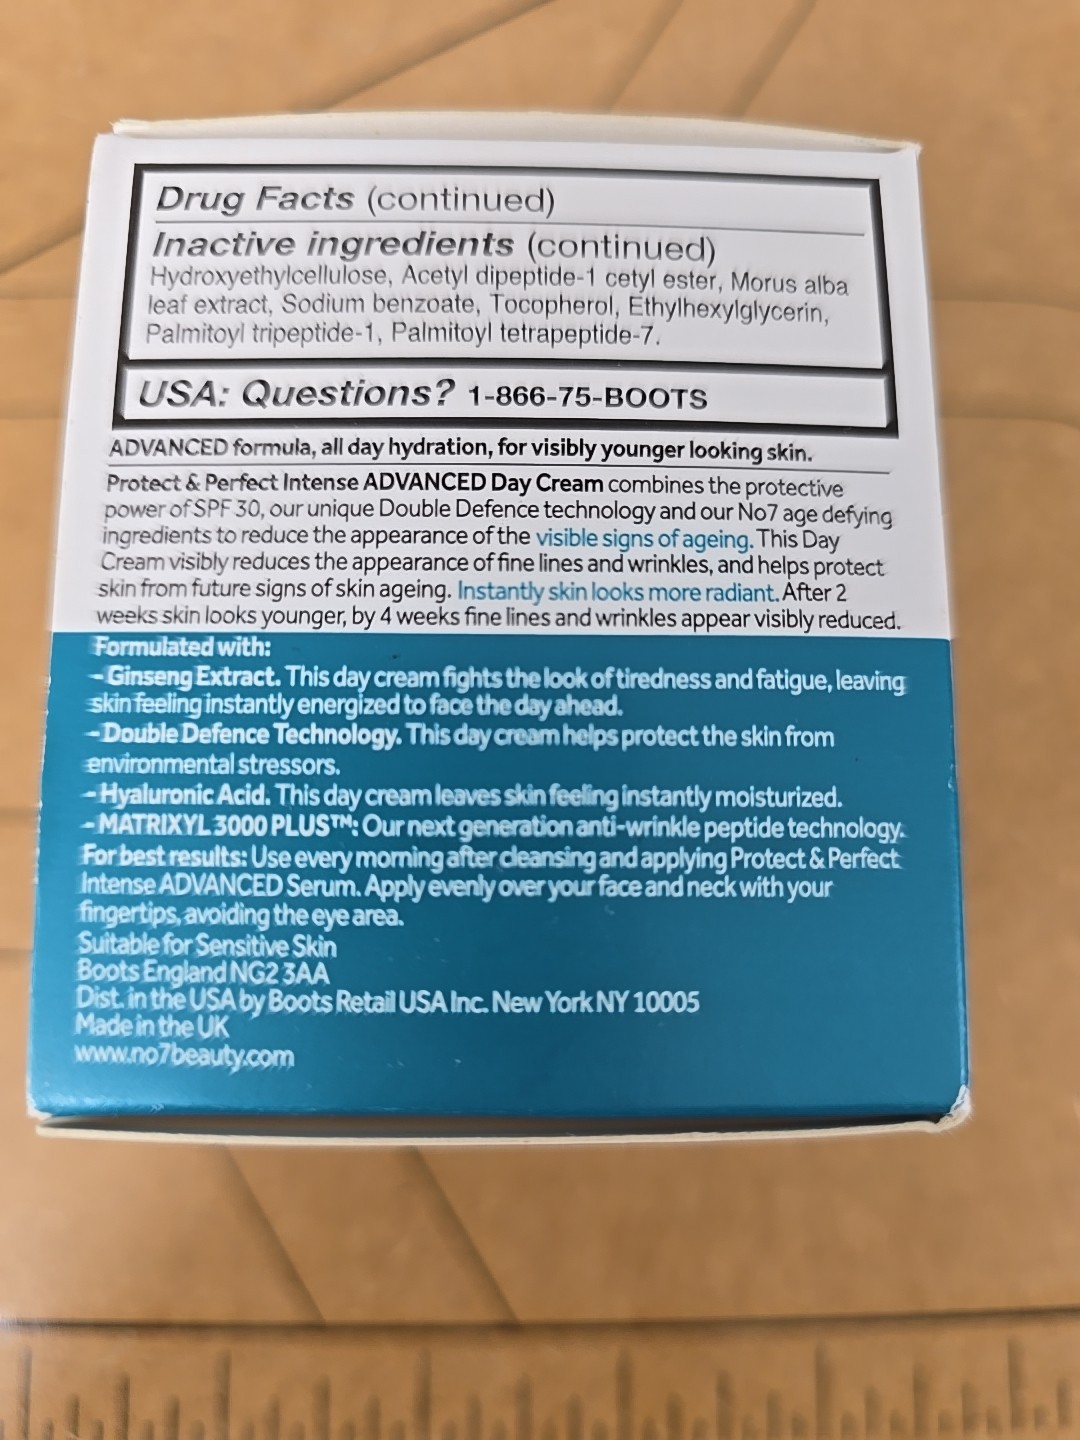 Drug Facts (continued)
Inactive ingredients (continued)
Hydroxyethylcellulose, Acetyl dipeptide-1 cetyl ester, Morus alba
leaf extract, Sodium benzoate, Tocopherol, Ethylhexylglycerin,
Palmitoyl tripeptide-1, Palmitoyl tetrapeptide-7.
USA: Questions? 1-866-75-BOOTS
ADVANCED formula, all day hydration, for visibly younger looking skin.
Protect & Perfect Intense ADVANCED Day Cream combines the protective
power of SPF 30, our unique Double Defence technology and our No7 age defying
ingredients to reduce the appearance of the visible signs of ageing. This Day
Cream visibly reduces the appearance of fine lines and wrinkles, and helps protect
skin from future signs of skin ageing. Instantly skin looks more radiant. After 2
weeks skin looks younger, by 4 weeks fine lines and wrinkles appear visibly reduced.
Formulated with:
- Ginseng Extract. This day cream fights the look of tiredness and fatigue, leaving
skin feeling instantly energized to face the day ahead.
- Double Defence Technology. This day cream helps protect the skin from
environmental stressors.
- Hyaluronic Acid. This day cream leaves skin feeling instantly moisturized.
- MATRIXYL 3000 PLUS™: Our next generation anti-wrinkle peptide technology.
For best results: Use every morning after cleansing and applying Protect & Perfect
Intense ADVANCED Serum. Apply evenly over your face and neck with your
fingertips, avoiding the eye area.
Suitable for Sensitive Skin
Boots England NG2 3AA
Dist. in the USA by Boots Retail USA Inc. New York NY 10005
Made in the UK
www.no7beauty.com